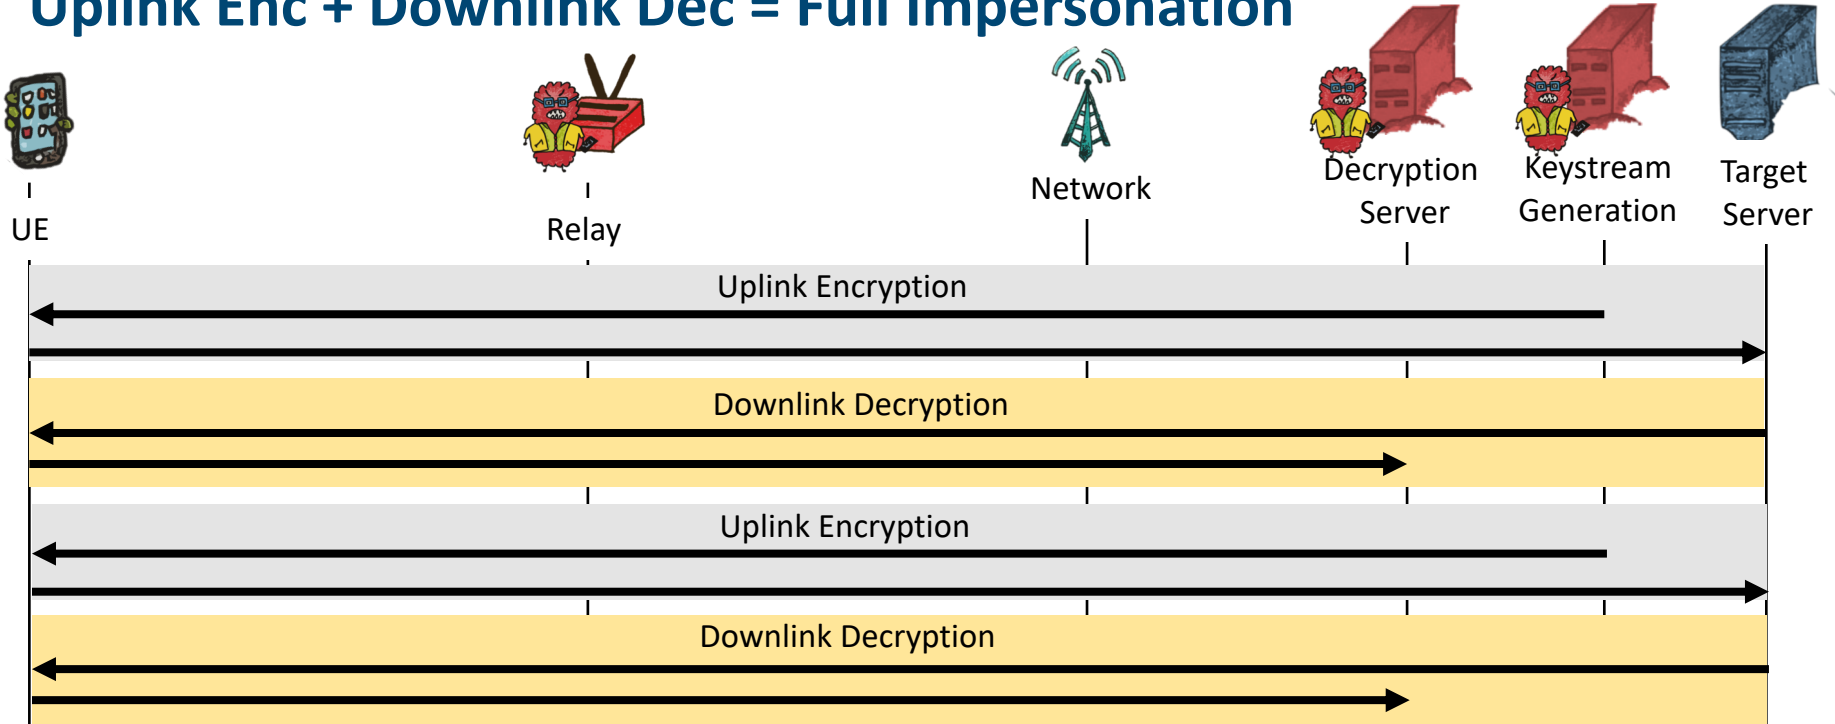 Uplink Enc + Downlink Dec = Full Impersonation
UE
Relay
Network
Decryption
Server
Keystream
Generation
Target
Server
Uplink Encryption
Downlink Decryption
Uplink Encryption
Downlink Decryption